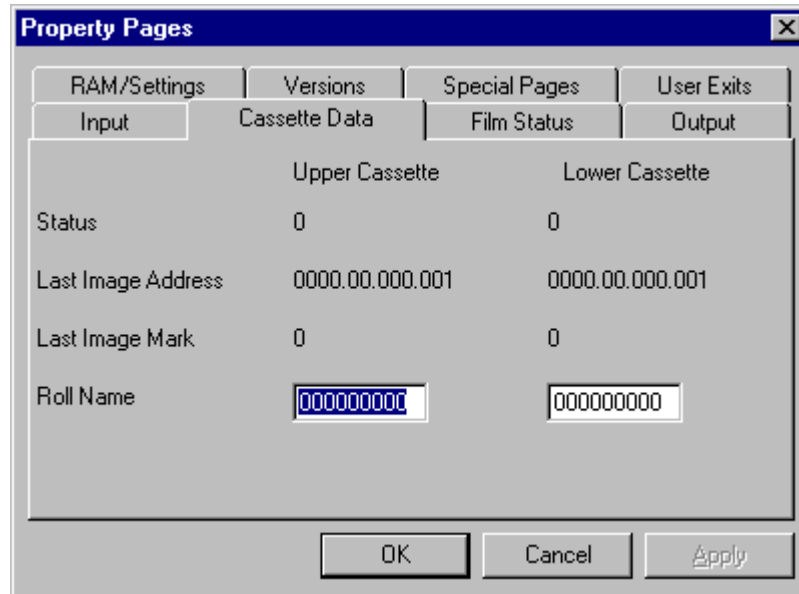 Property Pages
RAM/Settings Versions Special Pages User Exits
Input Cassette Data Film Status Output
Upper Cassette Lower Cassette
Status 0 0
Last Image Address 0000.00.000.001 0000.00.000.001
Last Image Mark 0 0
Roll Name 000000000 000000000
OK Cancel Apply